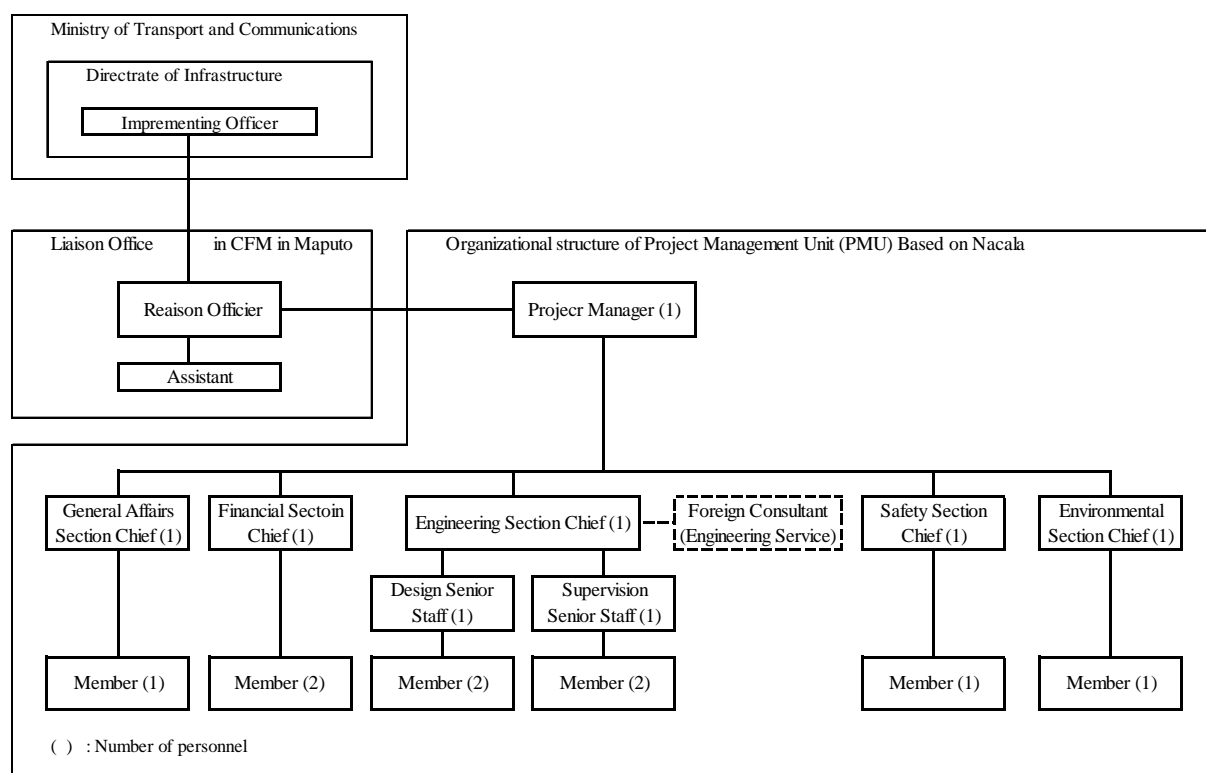 Ministry of Transport and Communications
Directrate of Infrastructure
Imprementing Officer
Liaison Office in CFM in Maputo
Reaison Officier
Assistant
Organizational structure of Project Management Unit (PMU) Based on Nacala
Projecr Manager (1)
General Affairs
Section Chief (1)
Financial Sectoin
Chief (1)
Engineering Section Chief (1)
Foreign Consultant
(Engineering Service)
Safety Section
Chief (1)
Environmental
Section Chief (1)
Design Senior
Staff (1)
Supervision
Senior Staff (1)
Member (1)
Member (2)
Member (2)
Member (2)
Member (1)
Member (1)
( ) : Number of personnel